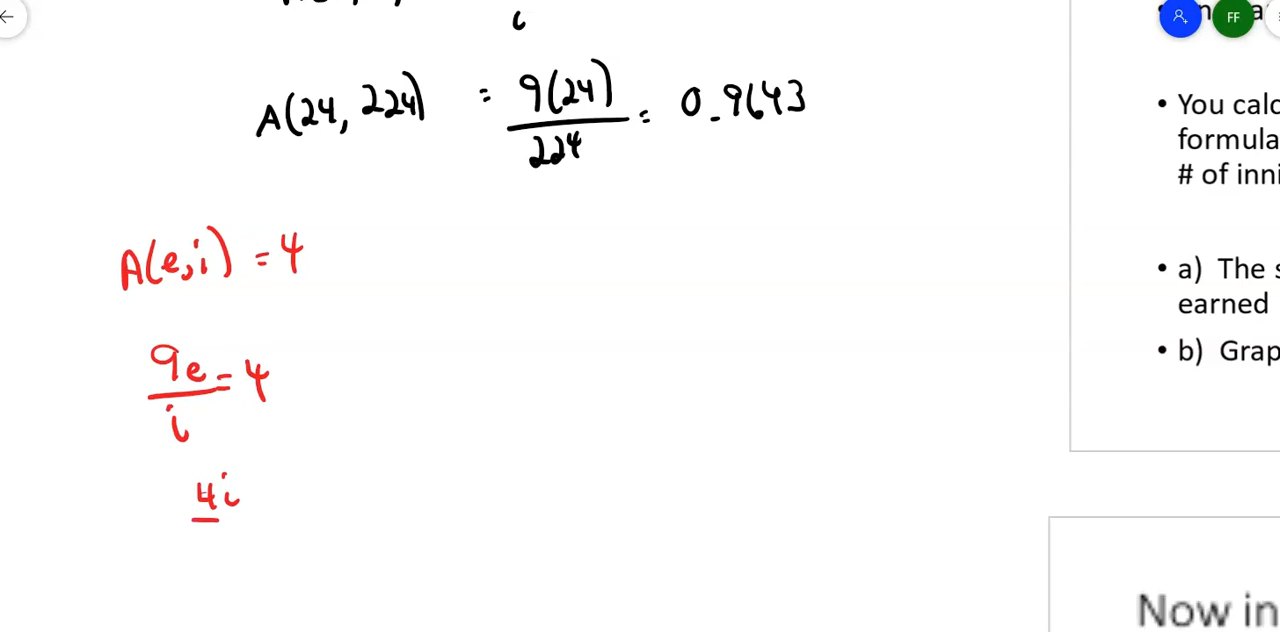 A(24, 224) = 9(24)/224 = 0.9643
A(e,i) = 4
9e/i = 4
4i
FF
• You calc
formula
# of inni
• a) The s
earned
• b) Grap
Now in